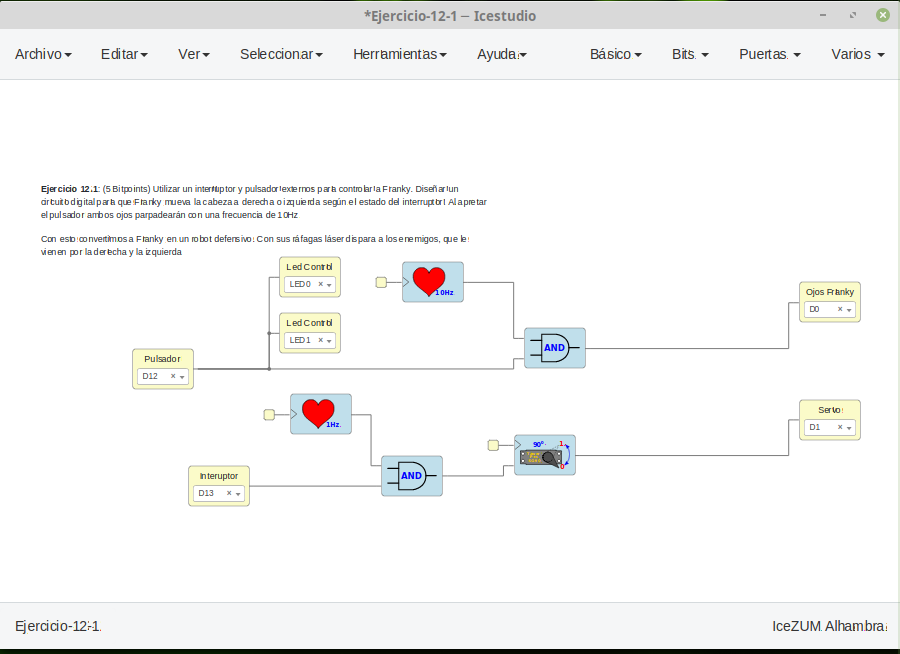 *Ejercicio-12-1 — Icestudio
Archivo Editar Ver Seleccionar Herramientas Ayuda Básico Bits Puertas Varios
Ejercicio 12.1: (5 Bitpoints) Utilizar un interruptor y pulsador externos para controlar la Franky. Diseñar un
circuito digital para que Franky mueva la cabeza a derecha o izquierda según el estado del interruptor. Al apretar
el pulsador ambos ojos parpadearán con una frecuencia de 10Hz
Con esto convertimos a Franky en un robot defensivo. Con sus ráfagas láser dispara a los enemigos, que le
vienen por la derecha y la izquierda
Led Control
LED0
10Hz
Ojos Franky
D0
Led Control
LED1
AND
Pulsador
D12
1Hz
Servo
D1
90º
1
0
AND
Interuptor
D13
Ejercicio-12-1
IceZUM Alhambra